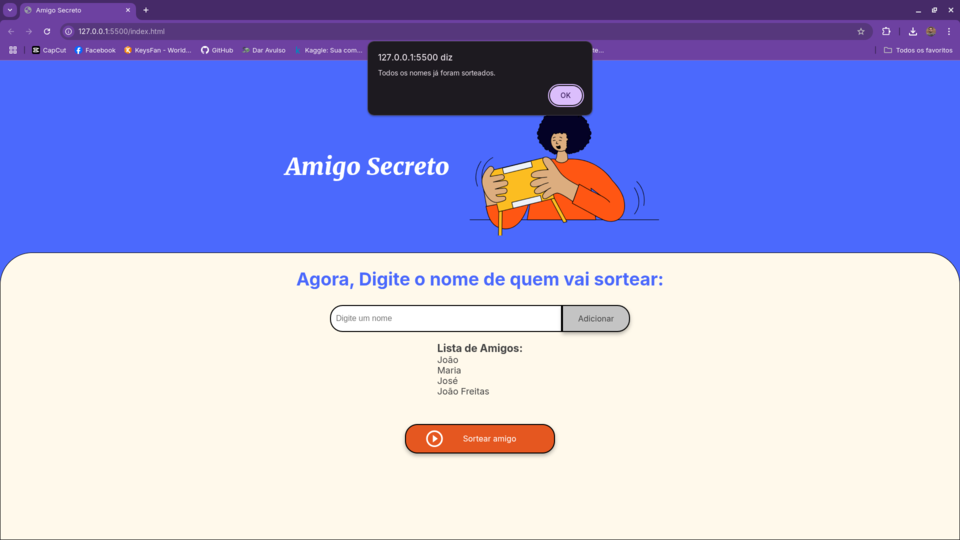 Amigo Secreto
127.0.0.1:5500/index.html
CapCut
Facebook
KeysFan - World...
GitHub
Dar Avulso
Kaggle: Sua com...
te...
Todos os favoritos
127.0.0.1:5500 diz
Todos os nomes já foram sorteados.
OK
Amigo Secreto
Agora, Digite o nome de quem vai sortear:
Digite um nome
Adicionar
Lista de Amigos:
João
Maria
José
João Freitas
Sortear amigo